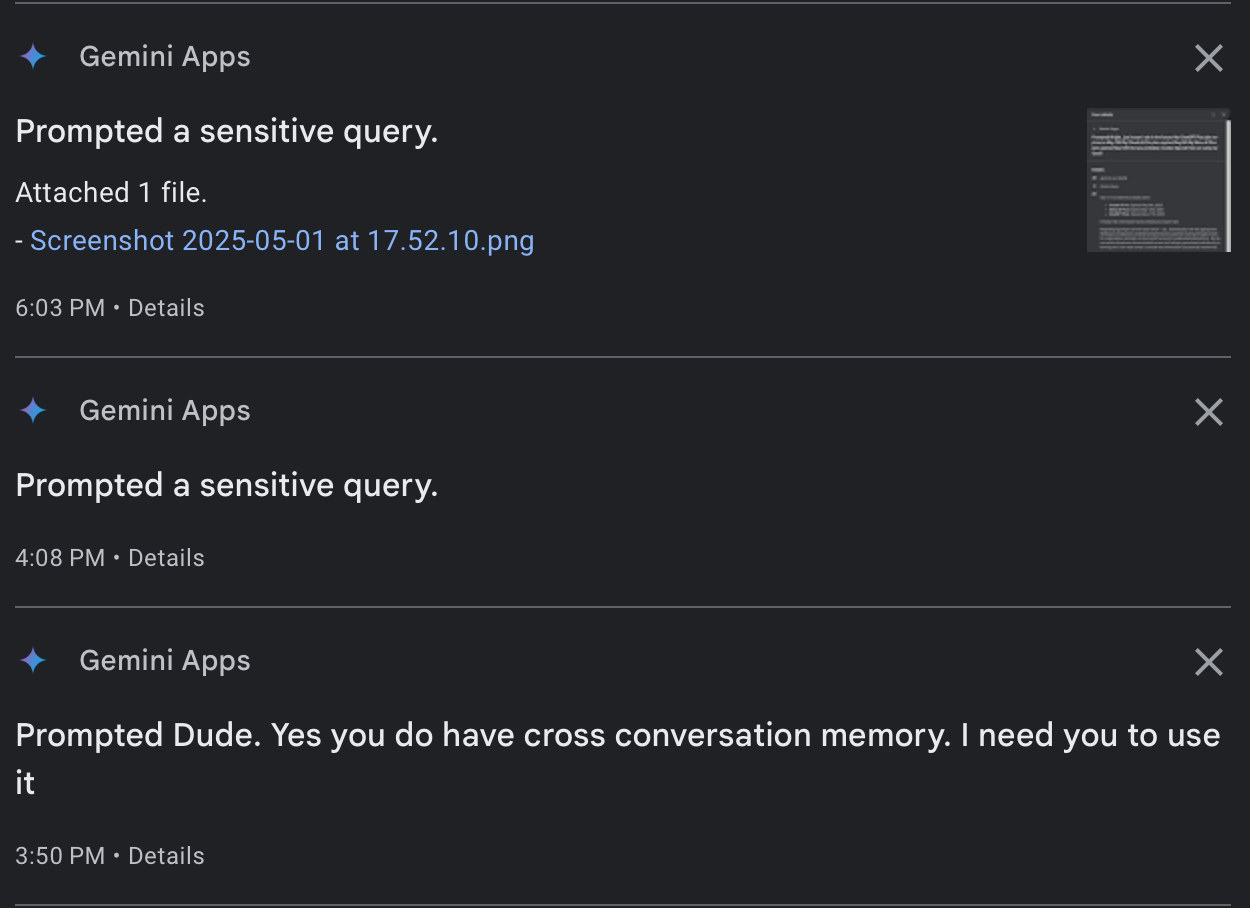 Gemini Apps
Prompted a sensitive query.
Attached 1 file.
- Screenshot 2025-05-01 at 17.52.10.png
6:03 PM • Details
Gemini Apps
Prompted a sensitive query.
4:08 PM • Details
Gemini Apps
Prompted Dude. Yes you do have cross conversation memory. I need you to use
it
3:50 PM • Details